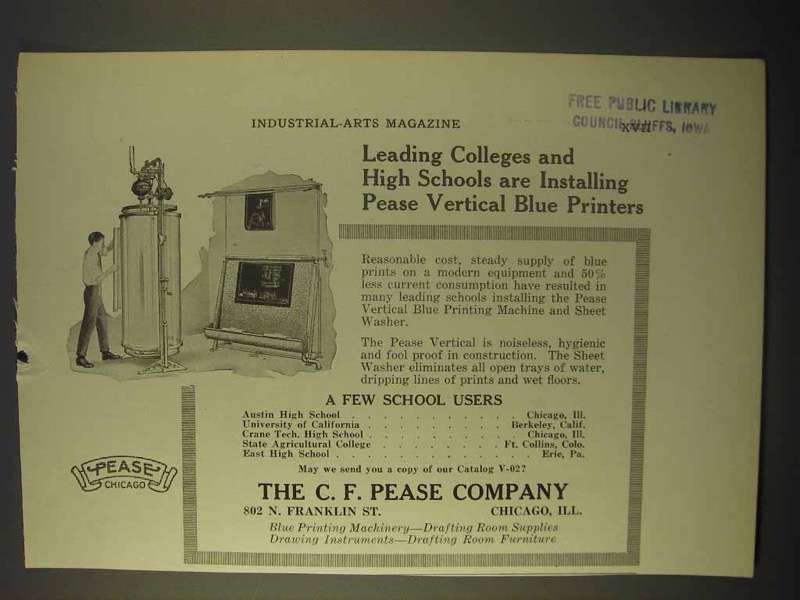 FREE PUBLIC LIBRARY
COUNCIL BLUFFS, IOWA
INDUSTRIAL-ARTS MAGAZINE
XVII
Leading Colleges and
High Schools are Installing
Pease Vertical Blue Printers
Reasonable cost, steady supply of blue
prints on a modern equipment and 50%
less current consumption have resulted in
many leading schools installing the Pease
Vertical Blue Printing Machine and Sheet
Washer.
The Pease Vertical is noiseless, hygienic
and fool proof in construction. The Sheet
Washer eliminates all open trays of water,
dripping lines of prints and wet floors.
A FEW SCHOOL USERS
Austin High School . . . . . . . . . . . Chicago, Ill.
University of California . . . . . . . . . . Berkeley, Calif.
Crane Tech. High School . . . . . . . . . . Chicago, Ill.
State Agricultural College . . . . . . . . . Ft. Collins, Colo.
East High School . . . . . . . . . . . . Erie, Pa.
May we send you a copy of our Catalog V-02?
PEASE
CHICAGO
THE C. F. PEASE COMPANY
802 N. FRANKLIN ST. CHICAGO, ILL.
Blue Printing Machinery—Drafting Room Supplies
Drawing Instruments—Drafting Room Furniture